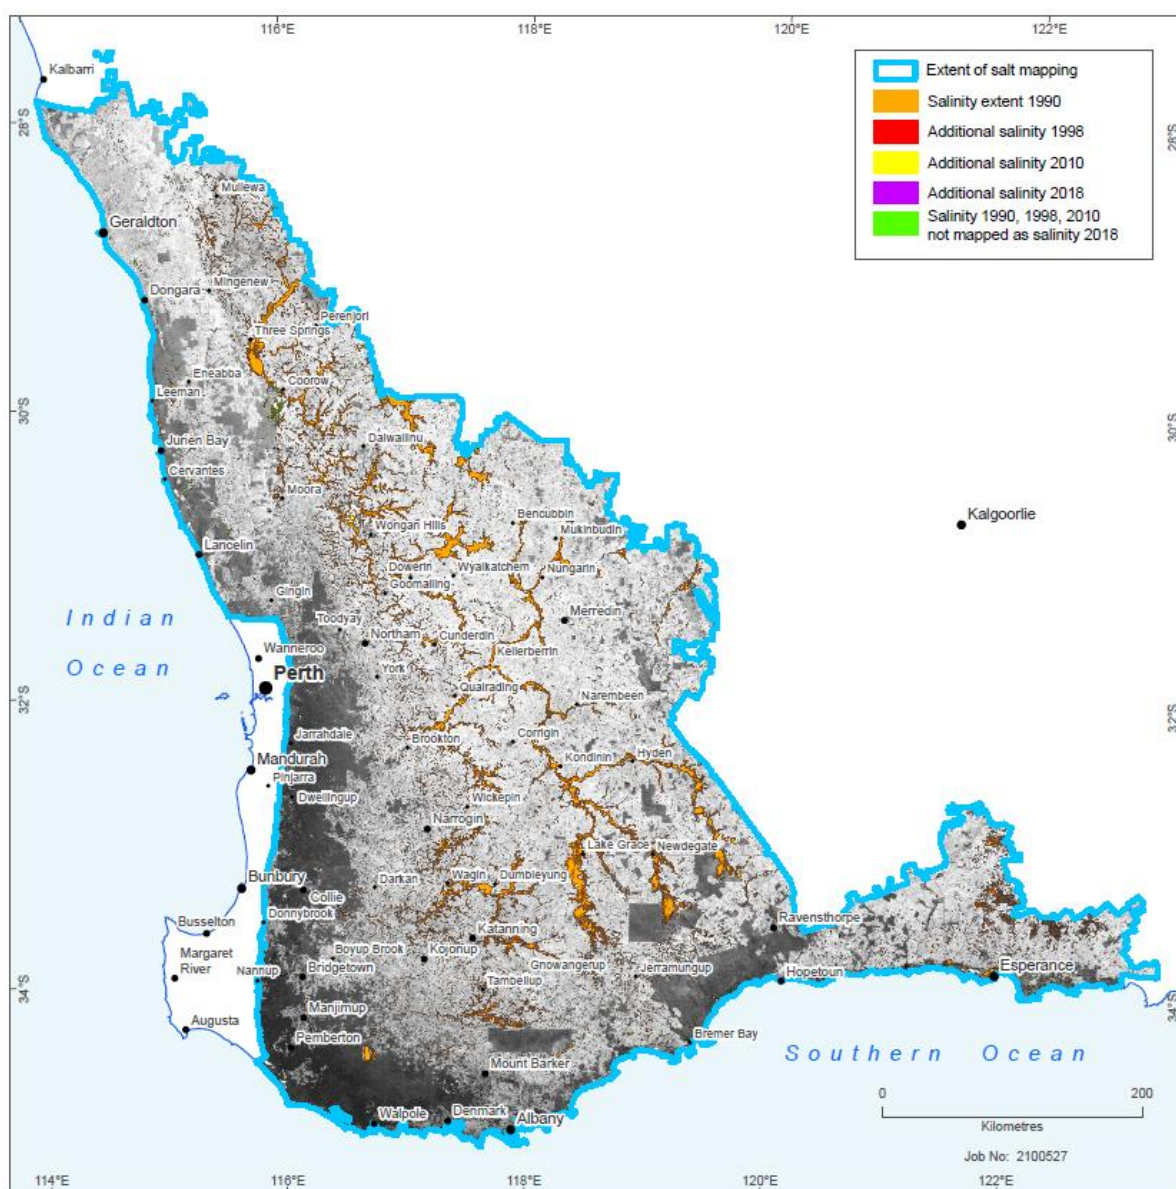 116°E
118°E
120°E
122°E
Extent of salt mapping
Salinity extent 1990
Additional salinity 1998
Additional salinity 2010
Additional salinity 2018
Salinity 1990, 1998, 2010
not mapped as salinity 2018
Kalbarri
28°S
28°S
Mullewa
Geraldton
Mingenew
Dongara
Perenjori
Three Springs
Eneabba
Coorow
Leeman
30°S
30°S
Jurien Bay
Dalwallinu
Cervantes
Moora
Bencubbin
Kalgoorlie
Wongan Hills
Mukinbudin
Lancelin
Dowerin
Wyalkatchem
Nungarin
Goomalling
Gingin
Indian
Ocean
Toodyay
Merredin
Northam
Cunderdin
Wanneroo
Kellerberrin
Perth
York
Quairading
Narembeen
32°S
32°S
Jarrahdale
Brookton
Corrigin
Mandurah
Kondinin
Hyden
Pinjarra
Dwellingup
Wickepin
Narrogin
Lake Grace
Newdegate
Bunbury
Darkan
Wagin
Dumbleyung
Collie
Donnybrook
Busselton
Ravensthorpe
Katanning
Boyup Brook
Kojonup
Margaret
River
Nannup
Bridgetown
Gnowangerup
Jerramungup
Hopetoun
Esperance
Tambellup
34°S
34°S
Manjimup
Augusta
Pemberton
Bremer Bay
Southern Ocean
Mount Barker
0
200
Kilometres
Walpole
Denmark
Albany
Job No: 2100527
114°E
116°E
118°E
120°E
122°E